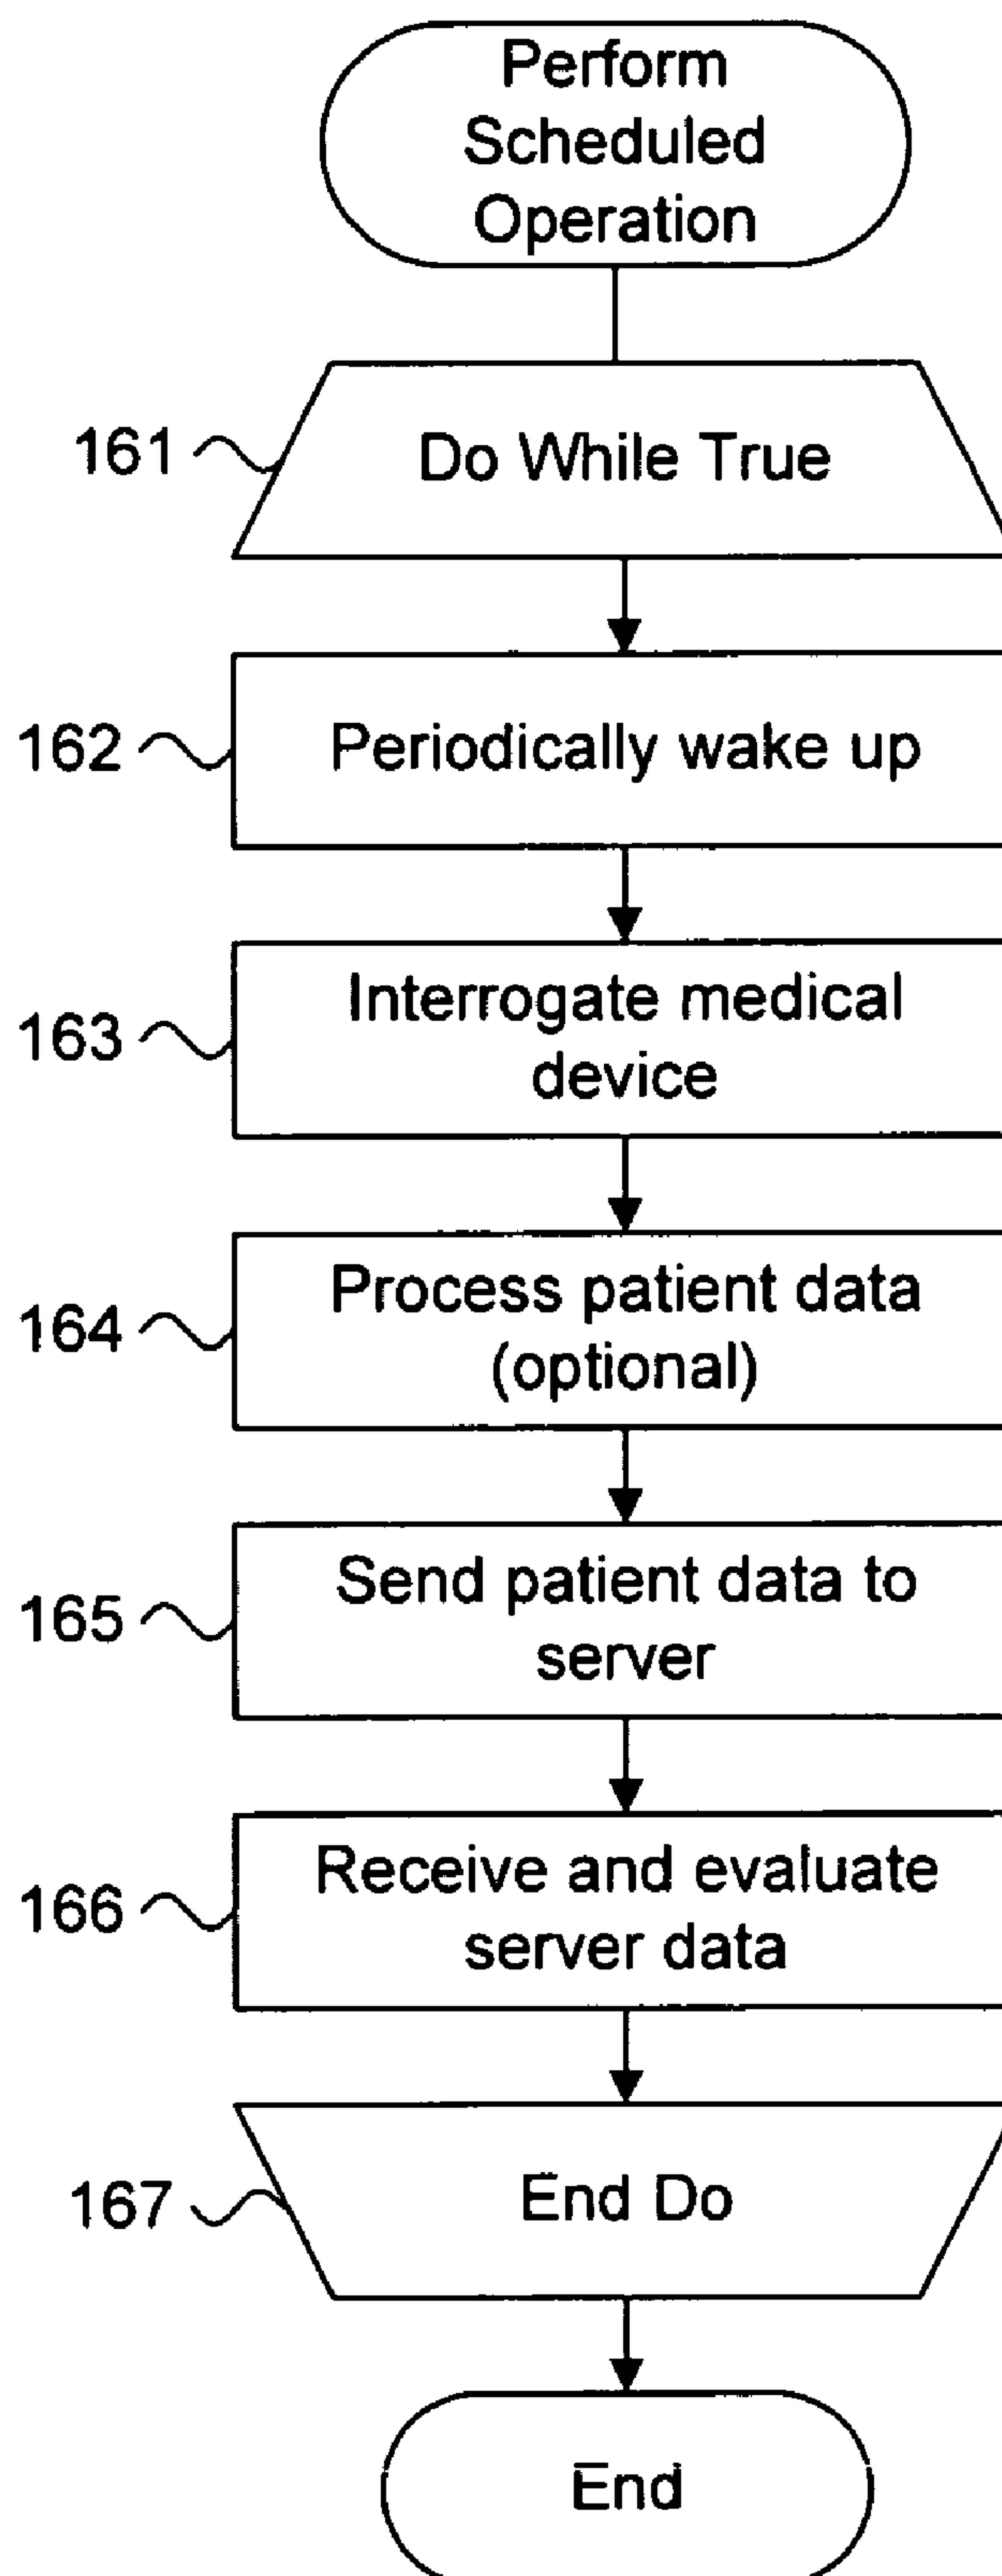 Perform
Scheduled
Operation
161
Do While True
162
Periodically wake up
163
Interrogate medical
device
164
Process patient data
(optional)
165
Send patient data to
server
166
Receive and evaluate
server data
167
End Do
End